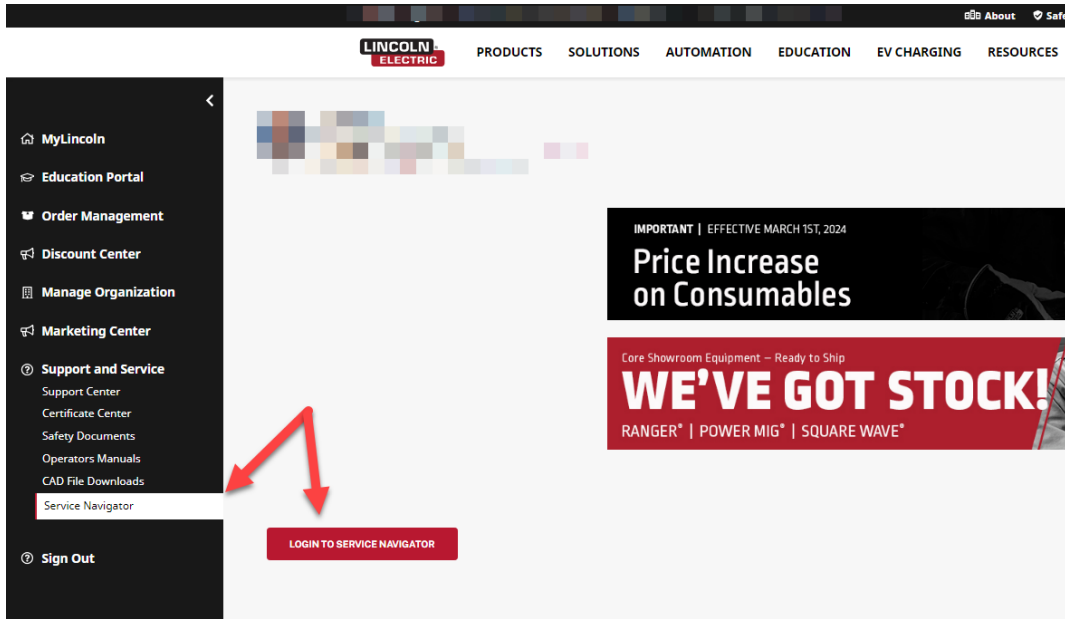 About Safe
LINCOLN
ELECTRIC
PRODUCTS SOLUTIONS AUTOMATION EDUCATION EV CHARGING RESOURCES
MyLincoln
Education Portal
Order Management
Discount Center
Manage Organization
Marketing Center
Support and Service
Support Center
Certificate Center
Safety Documents
Operators Manuals
CAD File Downloads
Service Navigator
Sign Out
IMPORTANT | EFFECTIVE MARCH 1ST, 2024
Price Increase
on Consumables
Core Showroom Equipment – Ready to Ship
WE'VE GOT STOCK!
RANGER® | POWER MIG® | SQUARE WAVE®
LOGIN TO SERVICE NAVIGATOR